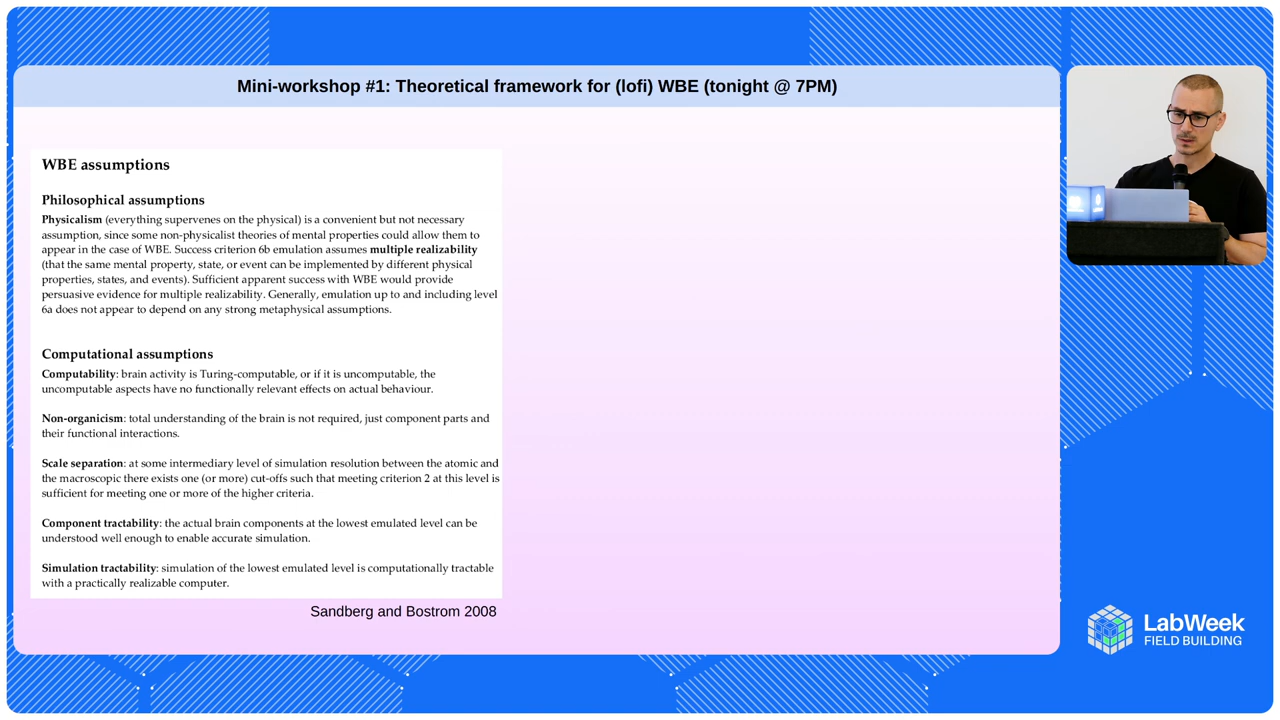 Mini-workshop #1: Theoretical framework for (lofi) WBE (tonight @ 7PM)
WBE assumptions
Philosophical assumptions
Physicalism (everything supervenes on the physical) is a convenient but not necessary
assumption, since some non-physicalist theories of mental properties could allow them to
appear in the case of WBE. Success criterion 6b emulation assumes multiple realizability
(that the same mental property, state, or event can be implemented by different physical
properties, states, and events). Sufficient apparent success with WBE would provide
persuasive evidence for multiple realizability. Generally, emulation up to and including level
6a does not appear to depend on any strong metaphysical assumptions.
Computational assumptions
Computability: brain activity is Turing-computable, or if it is uncomputable, the
uncomputable aspects have no functionally relevant effects on actual behaviour.
Non-organicism: total understanding of the brain is not required, just component parts and
their functional interactions.
Scale separation: at some intermediary level of simulation resolution between the atomic and
the macroscopic there exists one (or more) cut-offs such that meeting criterion 2 at this level is
sufficient for meeting one or more of the higher criteria.
Component tractability: the actual brain components at the lowest emulated level can be
understood well enough to enable accurate simulation.
Simulation tractability: simulation of the lowest emulated level is computationally tractable
with a practically realizable computer.
Sandberg and Bostrom 2008
LabWeek
FIELD BUILDING